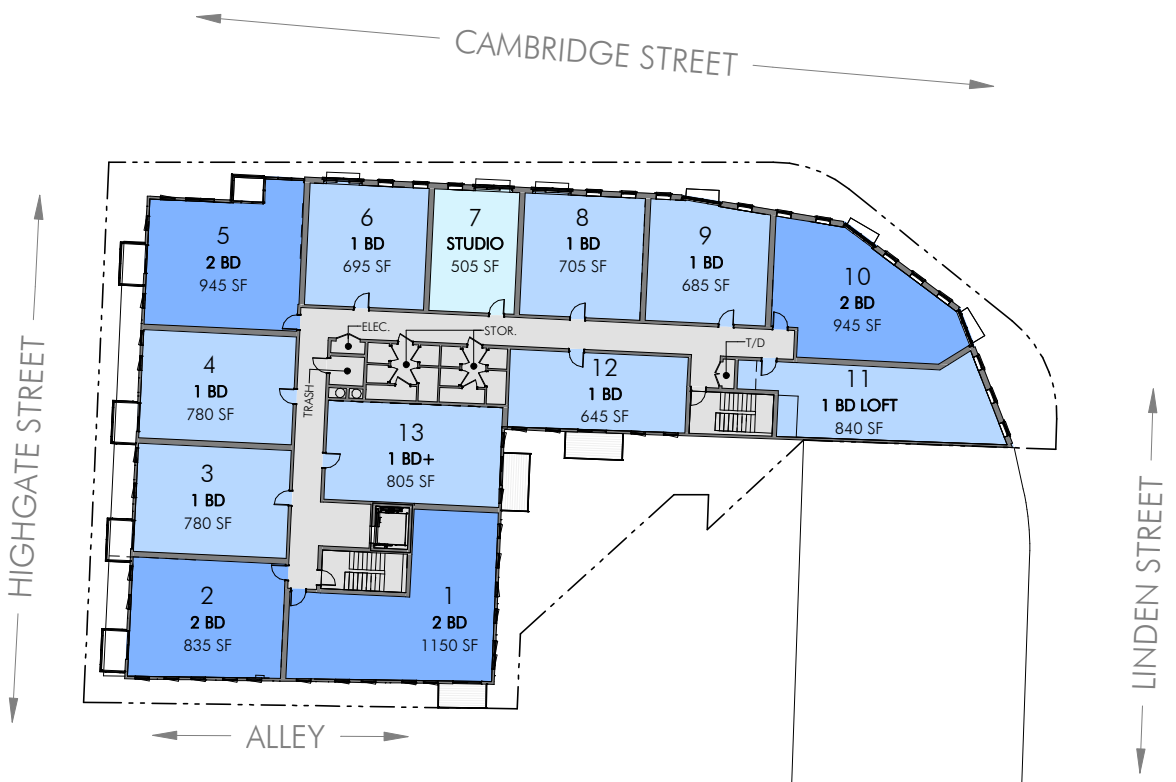 CAMBRIDGE STREET
HIGHGATE STREET
LINDEN STREET
ALLEY
5
2 BD
945 SF
6
1 BD
695 SF
7
STUDIO
505 SF
8
1 BD
705 SF
9
1 BD
685 SF
10
2 BD
945 SF
ELEC.
STOR.
T/D
TRASH
4
1 BD
780 SF
12
1 BD
645 SF
11
1 BD LOFT
840 SF
13
1 BD+
805 SF
3
1 BD
780 SF
2
2 BD
835 SF
1
2 BD
1150 SF